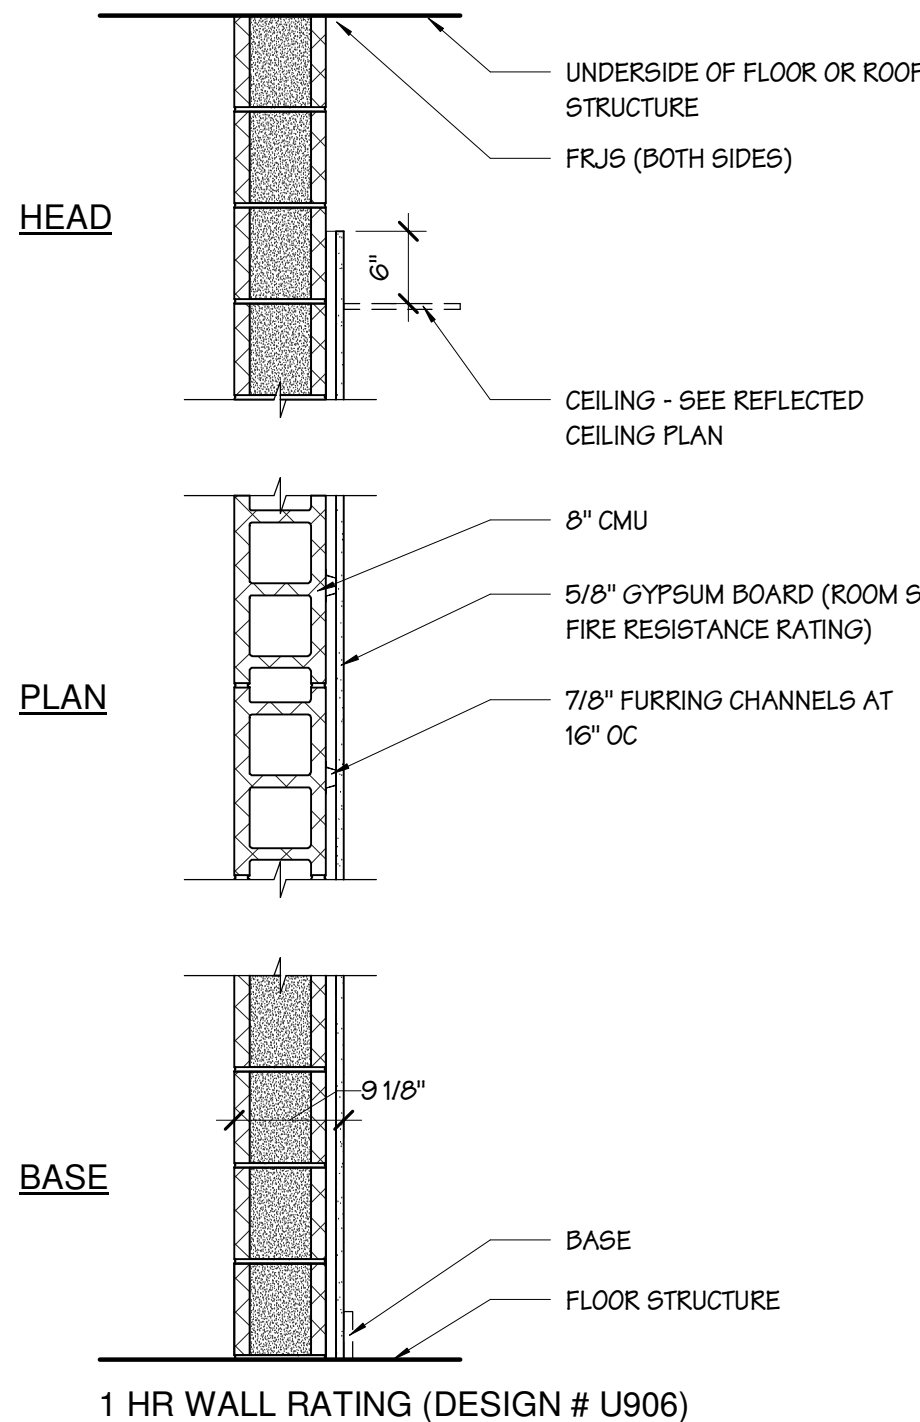 UNDERSIDE OF FLOOR OR ROOF
STRUCTURE
FRJS (BOTH SIDES)
HEAD
6"
CEILING - SEE REFLECTED
CEILING PLAN
8" CMU
5/8" GYPSUM BOARD (ROOM S
FIRE RESISTANCE RATING)
PLAN
7/8" FURRING CHANNELS AT
16" OC
9 1/8"
BASE
BASE
FLOOR STRUCTURE
1 HR WALL RATING (DESIGN # U906)